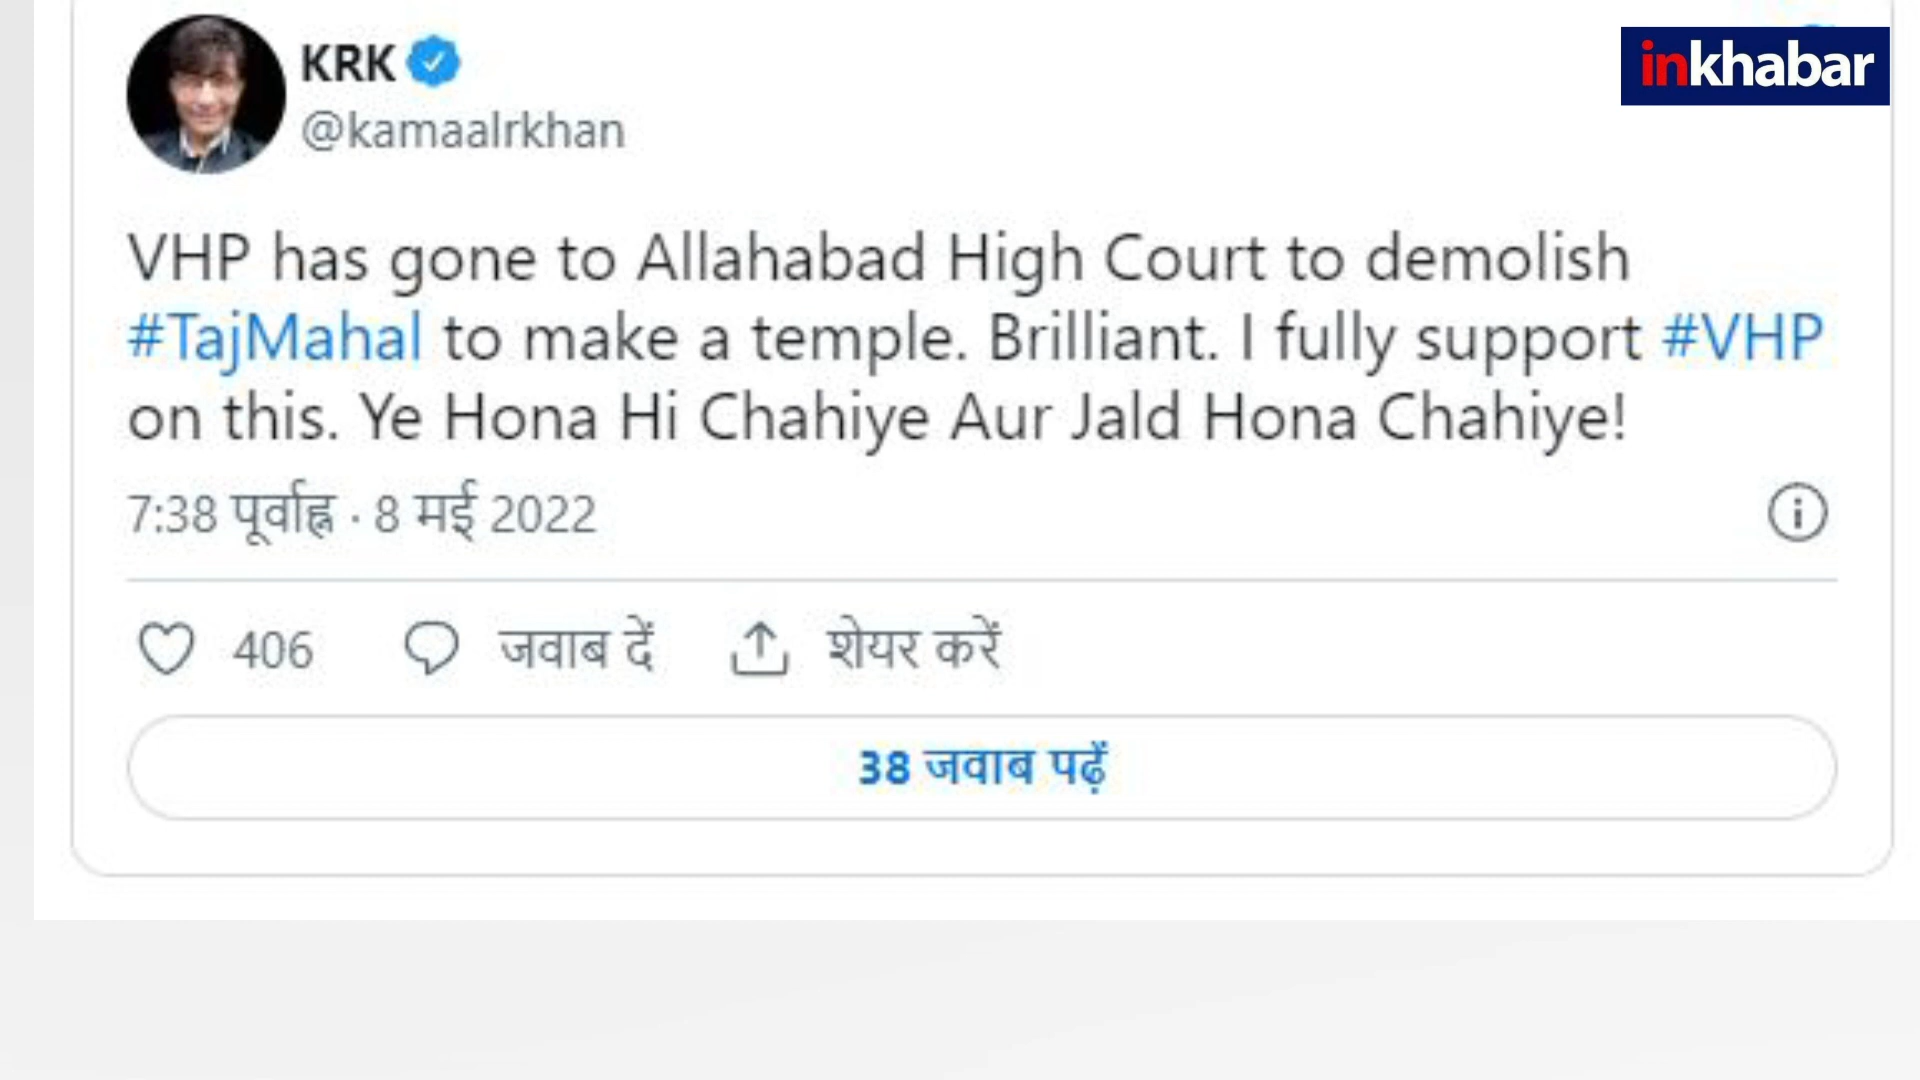 KRK
inkhabar
@kamaalrkhan
VHP has gone to Allahabad High Court to demolish
#TajMahal to make a temple. Brilliant. I fully support #VHP
on this. Ye Hona Hi Chahiye Aur Jald Hona Chahiye!
7:38 पूर्वाह्न · 8 मई 2022
406 जवाब दें शेयर करें
38 जवाब पढ़ें